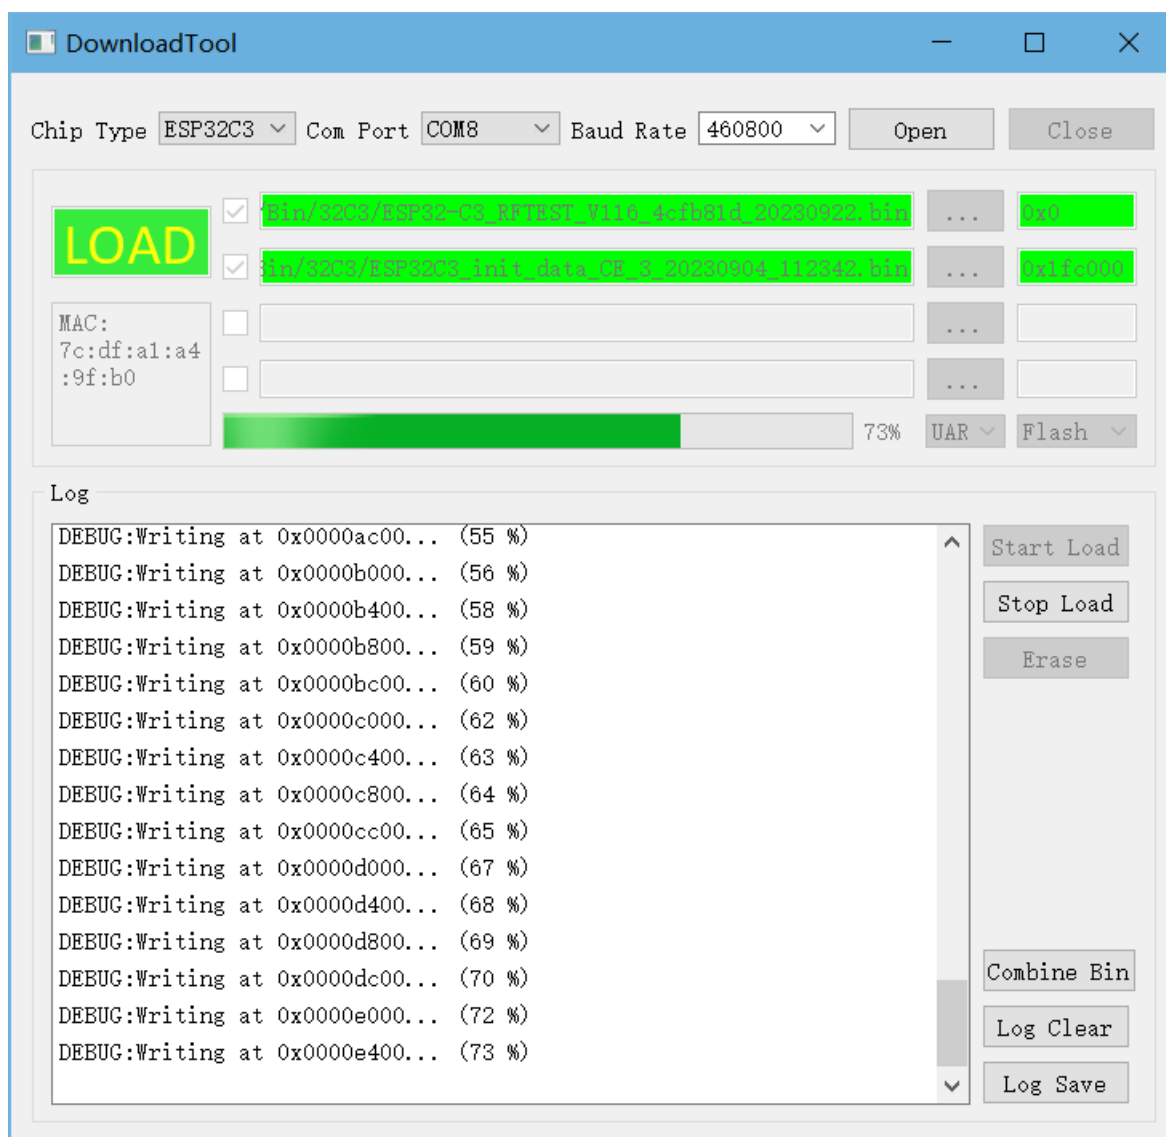 DownloadTool
Chip Type ESP32C3 Com Port COM8 Baud Rate 460800 Open Close
LOAD /Bin/32C3/ESP32-C3_RFTEST_V116_4cfb81d_20230922.bin ... 0x0
Bin/32C3/ESP32C3_init_data_CE_3_20230904_112342.bin ... 0x1fc000
MAC: ...
7c:df:a1:a4
:9f:b0 ...
73% UAR Flash
Log
DEBUG:Writing at 0x0000ac00... (55 %)
Start Load
DEBUG:Writing at 0x0000b000... (56 %)
DEBUG:Writing at 0x0000b400... (58 %)
Stop Load
DEBUG:Writing at 0x0000b800... (59 %)
Erase
DEBUG:Writing at 0x0000bc00... (60 %)
DEBUG:Writing at 0x0000c000... (62 %)
DEBUG:Writing at 0x0000c400... (63 %)
DEBUG:Writing at 0x0000c800... (64 %)
DEBUG:Writing at 0x0000cc00... (65 %)
DEBUG:Writing at 0x0000d000... (67 %)
DEBUG:Writing at 0x0000d400... (68 %)
DEBUG:Writing at 0x0000d800... (69 %)
DEBUG:Writing at 0x0000dc00... (70 %)
Combine Bin
DEBUG:Writing at 0x0000e000... (72 %)
Log Clear
DEBUG:Writing at 0x0000e400... (73 %)
Log Save